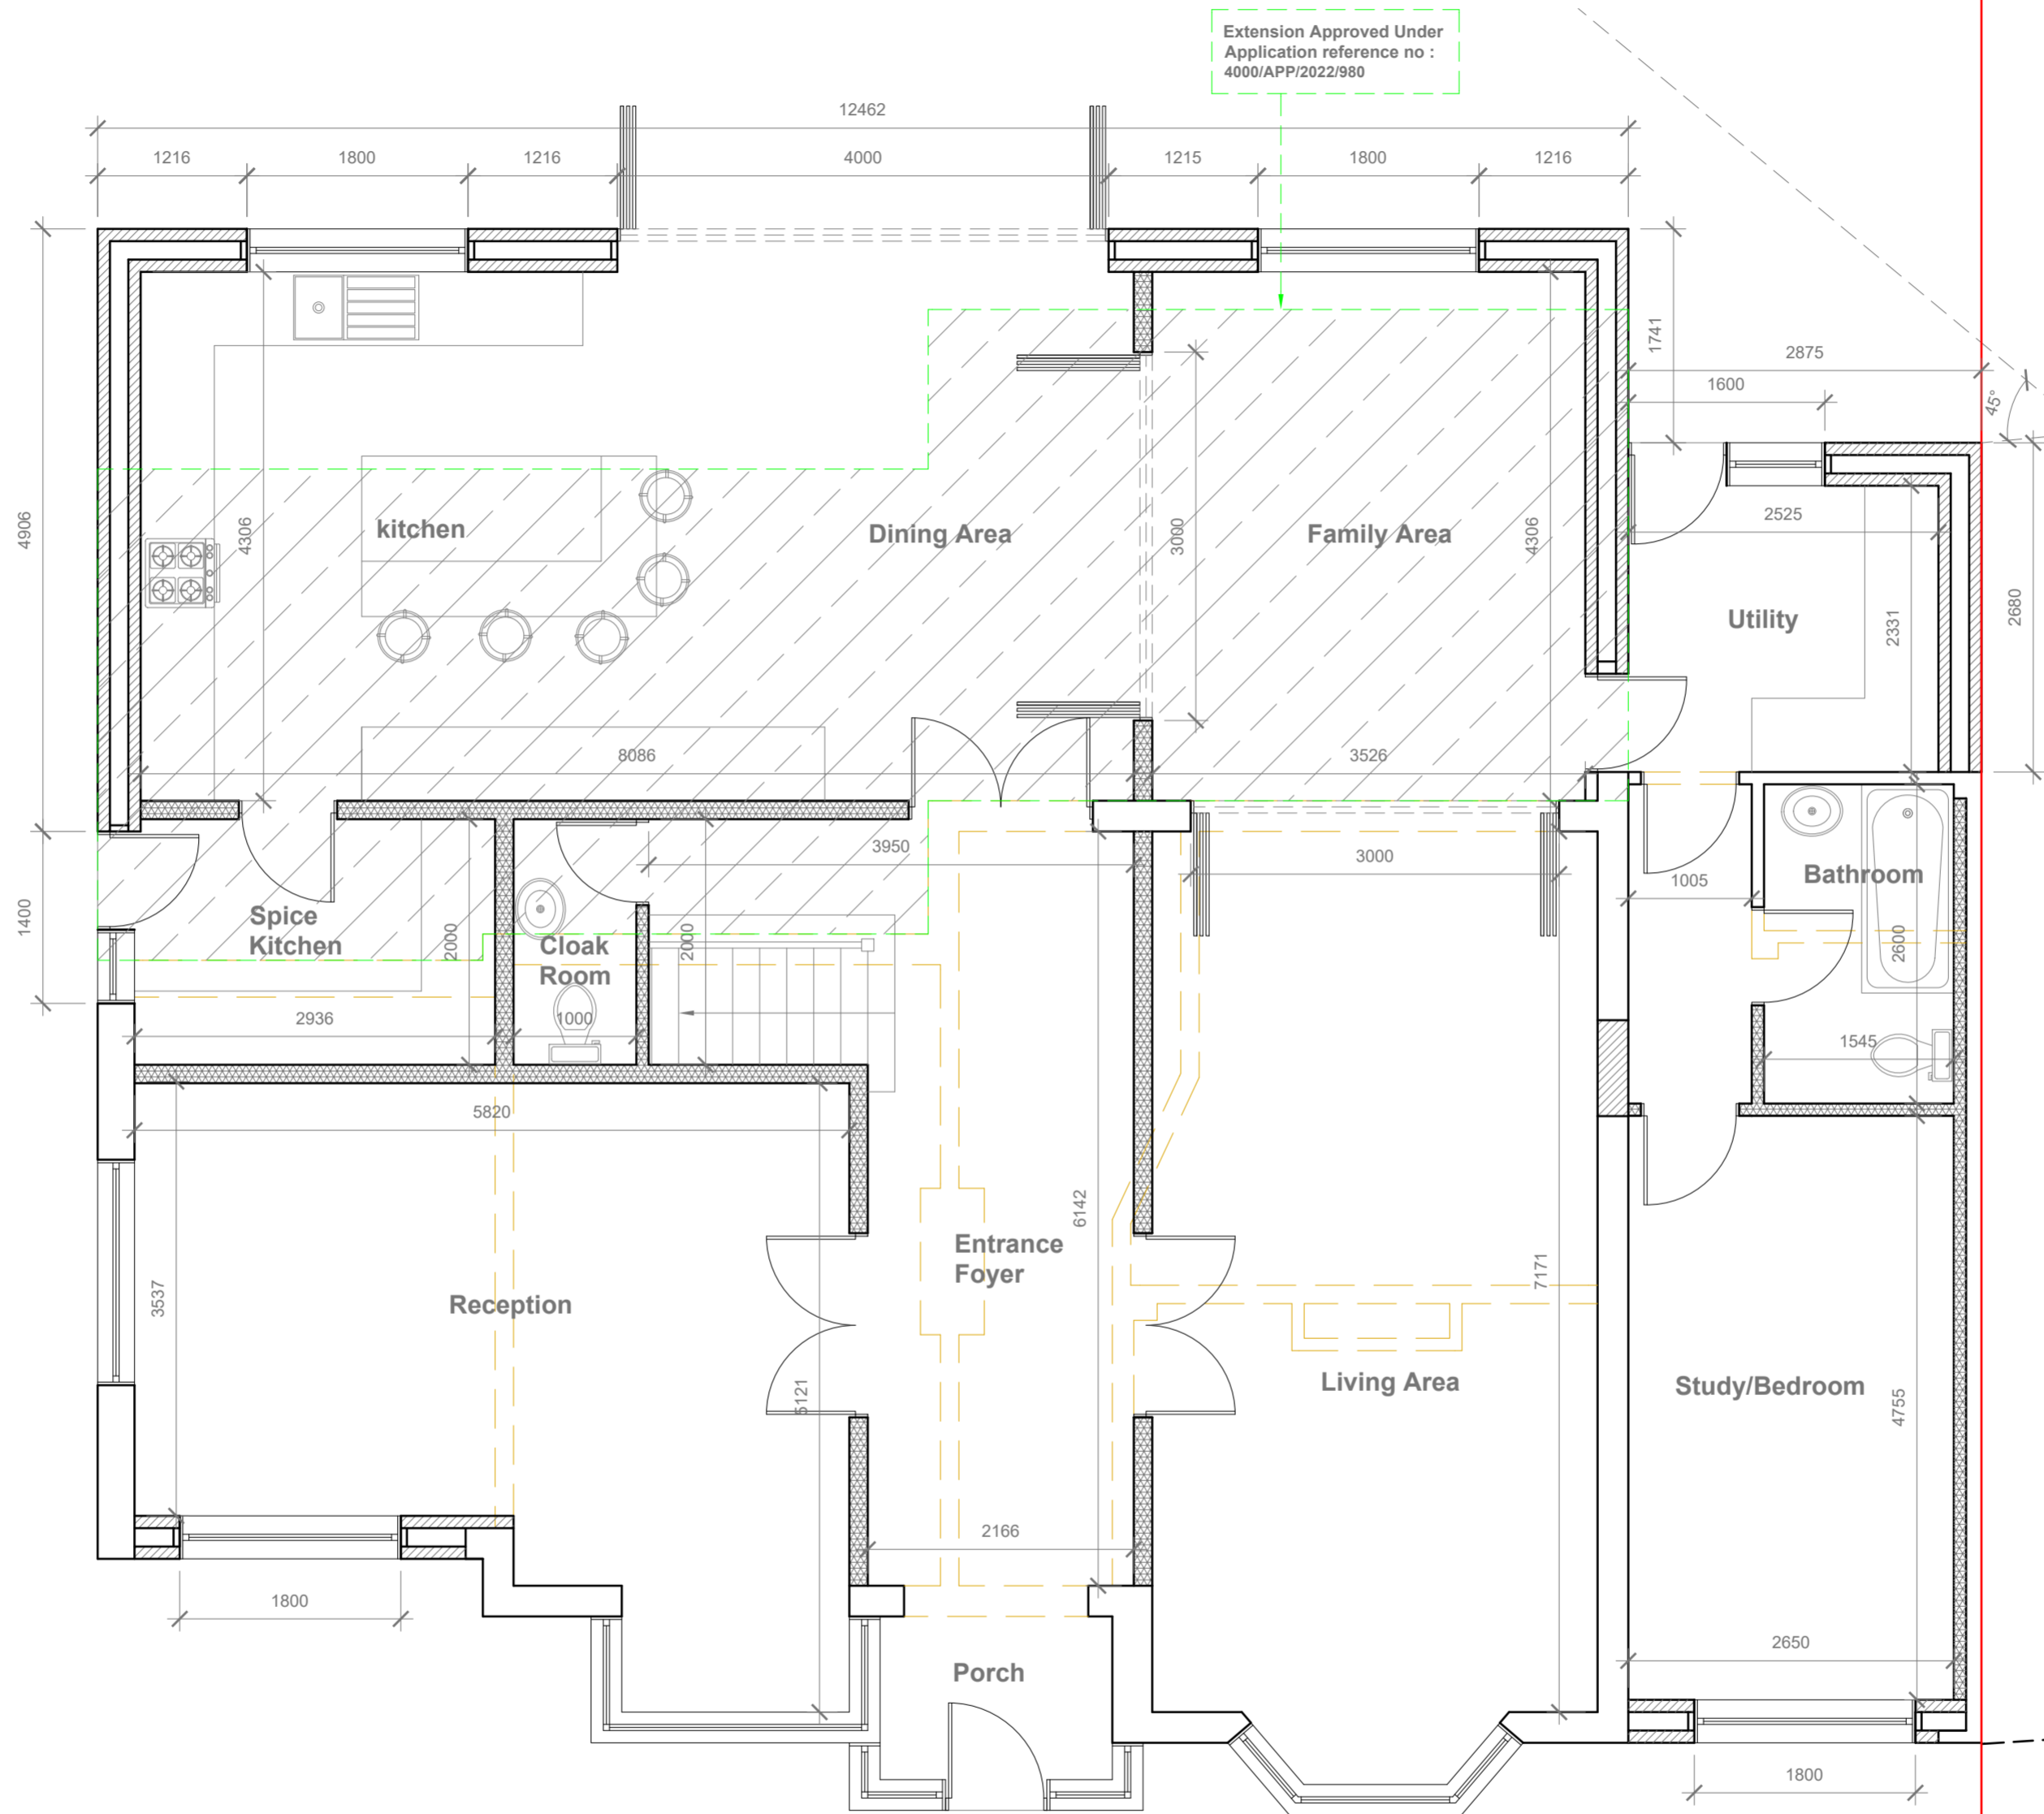 Extension Approved Under
Application reference no :
4000/APP/2022/980
12462
1216
1800
1216
4000
1215
1800
1216
1741
2875
1600
45°
4906
4306
kitchen
Dining Area
3000
Family Area
4306
2525
Utility
2331
2680
8086
3526
3950
3000
1400
Spice
Kitchen
2000
Cloak
Room
2000
1005
Bathroom
2600
2936
1000
1545
5820
3537
Reception
5121
Entrance
Foyer
6142
7171
Living Area
Study/Bedroom
4755
2166
1800
Porch
2650
1800